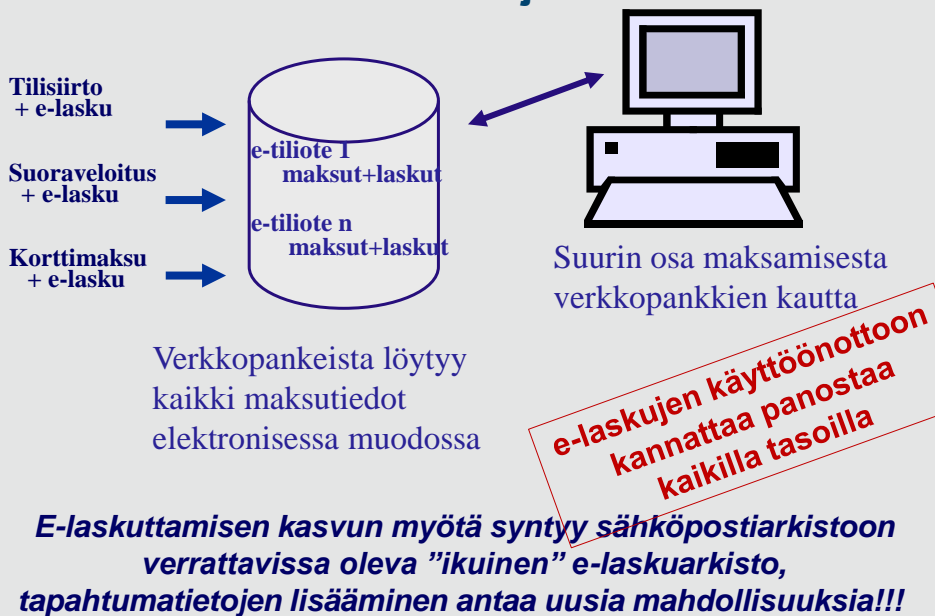 Tilisiirto
+ e-lasku
Suoraveloitus
+ e-lasku
Korttimaksu
+ e-lasku
e-tiliote 1
maksut+laskut
e-tiliote n
maksut+laskut
Suurin osa maksamisesta
verkkopankkien kautta
Verkkopankeista löytyy
kaikki maksutiedot
elektronisessa muodossa
e-laskujen käyttöönottoon
kannattaa panostaa
kaikilla tasoilla
E-laskuttamisen kasvun myötä syntyy sähköpostiarkistoon
verrattavissa oleva ”ikuinen” e-laskuarkisto,
tapahtumatietojen lisääminen antaa uusia mahdollisuuksia!!!